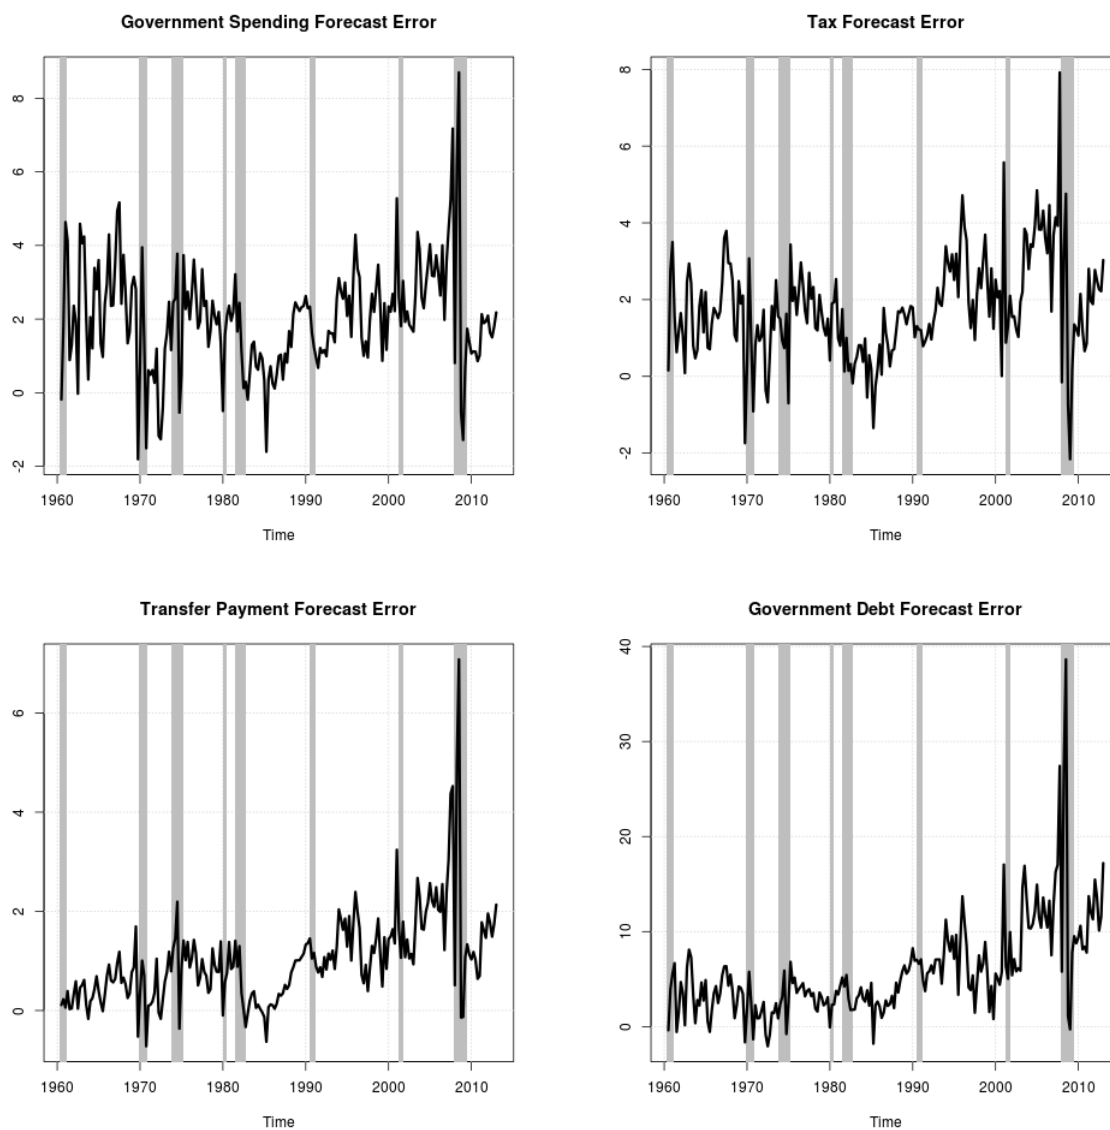 Government Spending Forecast Error
8
6
4
2
0
-2
1960 1970 1980 1990 2000 2010
Time
Tax Forecast Error
8
6
4
2
0
-2
1960 1970 1980 1990 2000 2010
Time
Transfer Payment Forecast Error
6
4
2
0
1960 1970 1980 1990 2000 2010
Time
Government Debt Forecast Error
40
30
20
10
0
1960 1970 1980 1990 2000 2010
Time